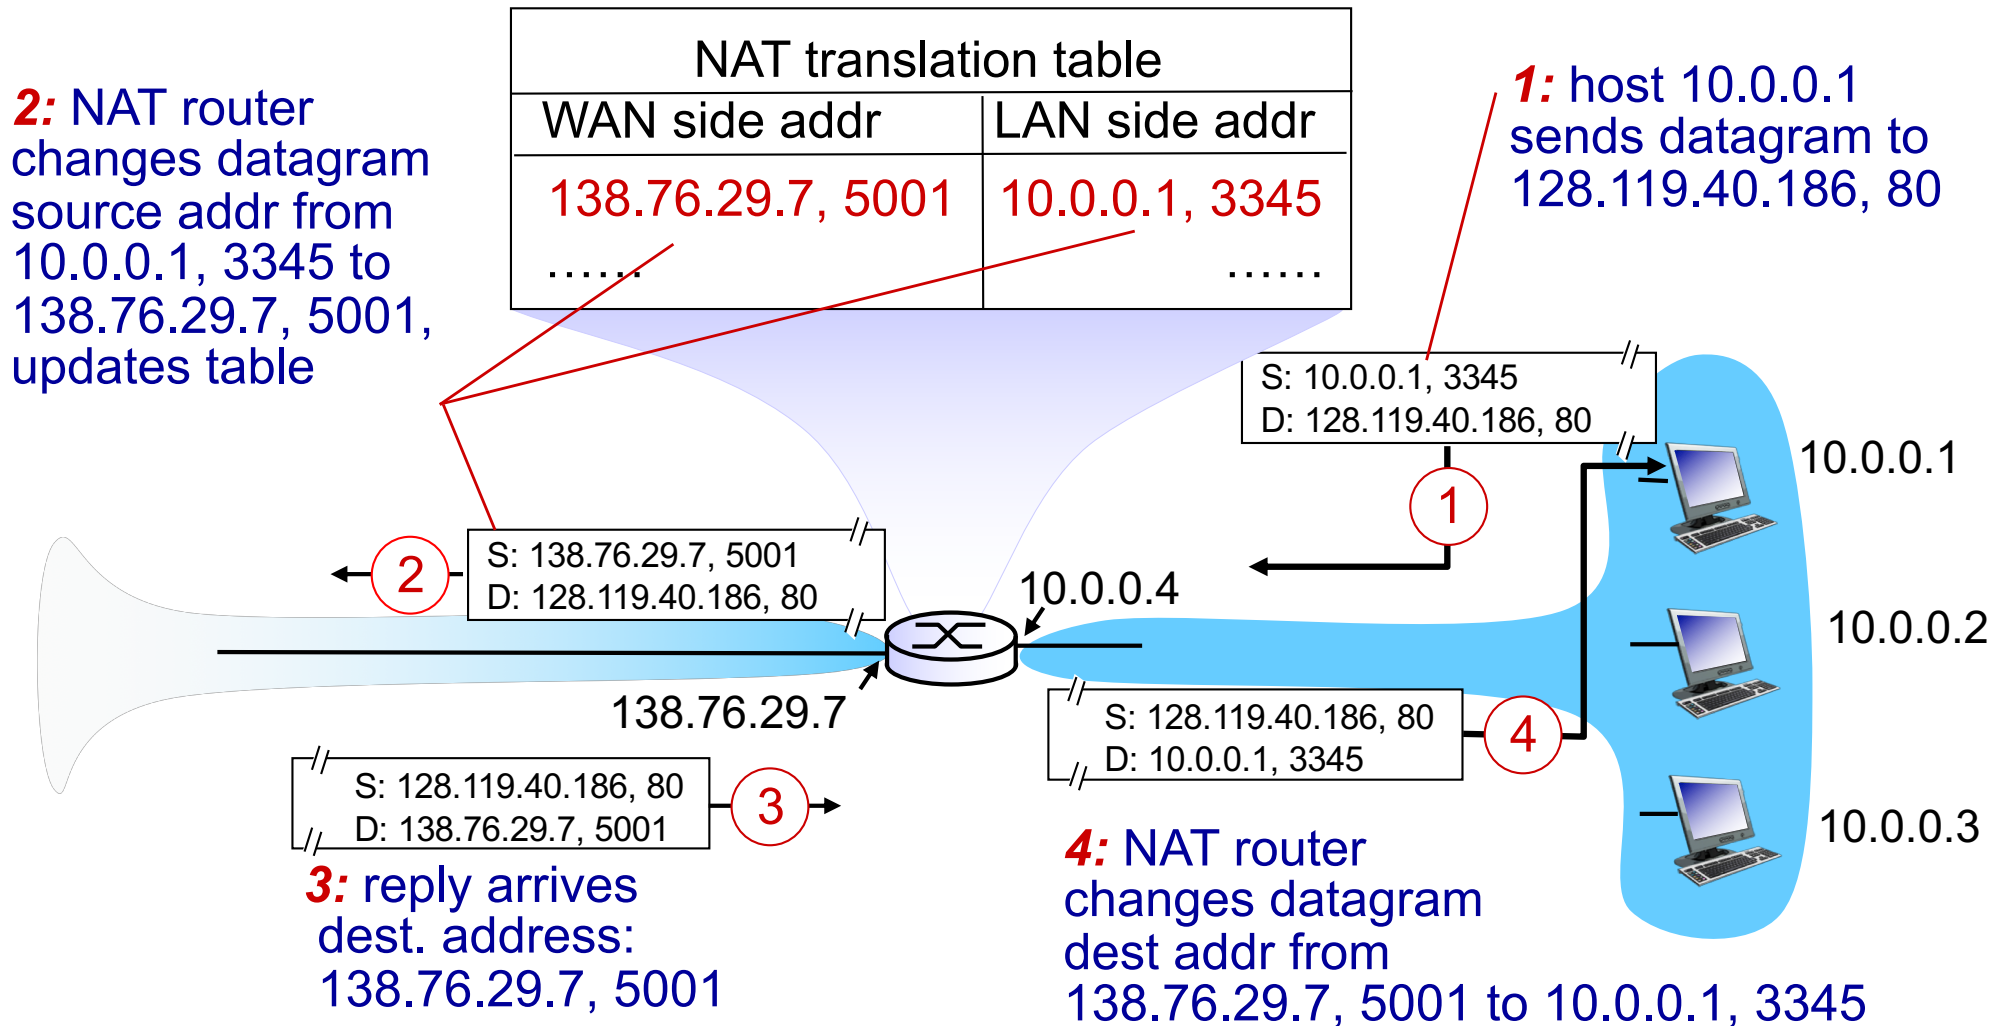 NAT translation table
WAN side addr LAN side addr
138.76.29.7, 5001 10.0.0.1, 3345
...... ......
2: NAT router
changes datagram
source addr from
10.0.0.1, 3345 to
138.76.29.7, 5001,
updates table
1: host 10.0.0.1
sends datagram to
128.119.40.186, 80
S: 10.0.0.1, 3345
D: 128.119.40.186, 80
1
10.0.0.1
S: 138.76.29.7, 5001
D: 128.119.40.186, 80
2
10.0.0.4
10.0.0.2
138.76.29.7
S: 128.119.40.186, 80
D: 10.0.0.1, 3345
4
S: 128.119.40.186, 80
D: 138.76.29.7, 5001
3
10.0.0.3
3: reply arrives
dest. address:
138.76.29.7, 5001
4: NAT router
changes datagram
dest addr from
138.76.29.7, 5001 to 10.0.0.1, 3345